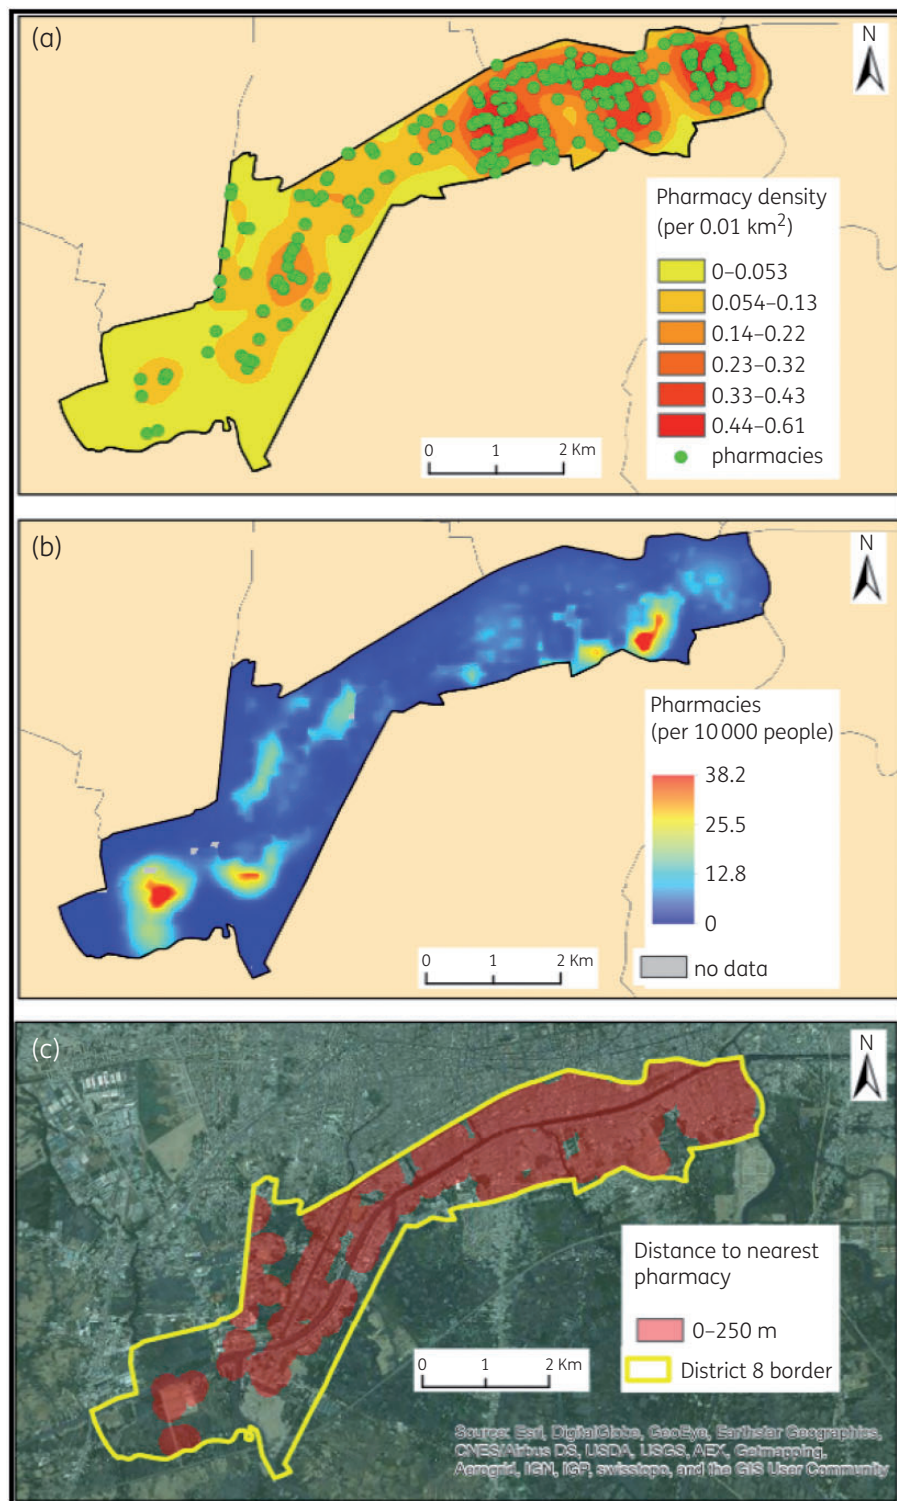 (a)
N
Pharmacy density
(per 0.01 km²)
0–0.053
0.054–0.13
0.14–0.22
0.23–0.32
0.33–0.43
0.44–0.61
pharmacies
0 1 2 Km
(b)
N
Pharmacies
(per 10 000 people)
38.2
25.5
12.8
0
no data
0 1 2 Km
(c)
N
Distance to nearest
pharmacy
0–250 m
District 8 border
0 1 2 Km
Source: Esri, DigitalGlobe, GeoEye, Earthstar Geographics,
CNES/Airbus DS, USDA, USGS, AEX, Getmapping,
Aerogrid, IGN, IGP, swisstopo, and the GIS User Community